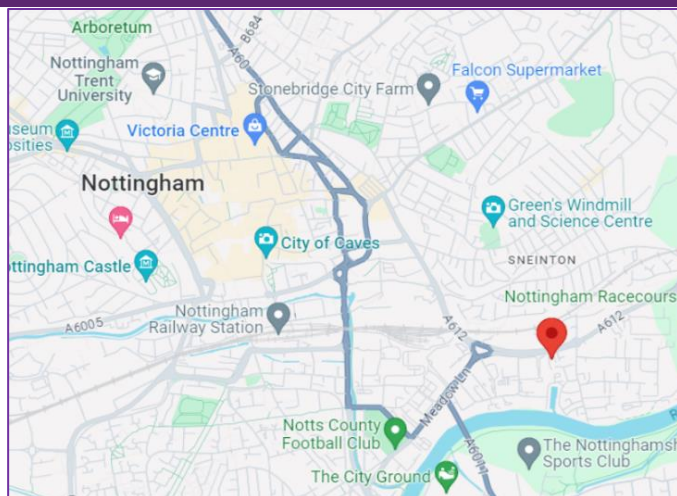 Arboretum
B684
A60
Nottingham
Trent
University
Stonebridge City Farm
Falcon Supermarket
useum
osities
Victoria Centre
Nottingham
Green's Windmill
and Science Centre
City of Caves
SNEINTON
ottingham Castle
Nottingham Racecours
Nottingham
Railway Station
A6005
A612
A612
Meadow Ln
Notts County
Football Club
A6011
The Nottinghamsh
Sports Club
The City Ground